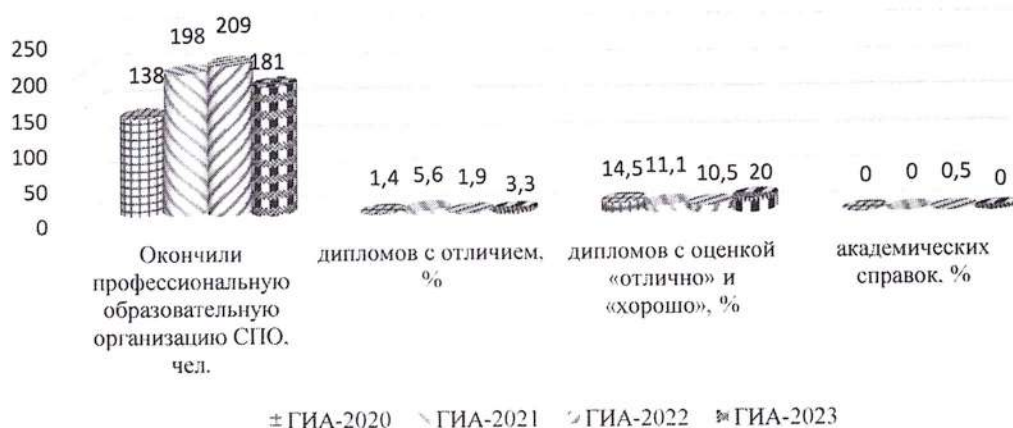 250
200
150
100
50
0
138
198
209
181
1,4
5,6
1,9
3,3
14,5
11,1
10,5
20
0
0
0,5
0
Окончили
профессиональную
образовательную
организацию СПО,
чел.
дипломов с отличием,
%
дипломов с оценкой
«отлично» и
«хорошо», %
академических
справок, %
ГИА-2020 ГИА-2021 ГИА-2022 ГИА-2023